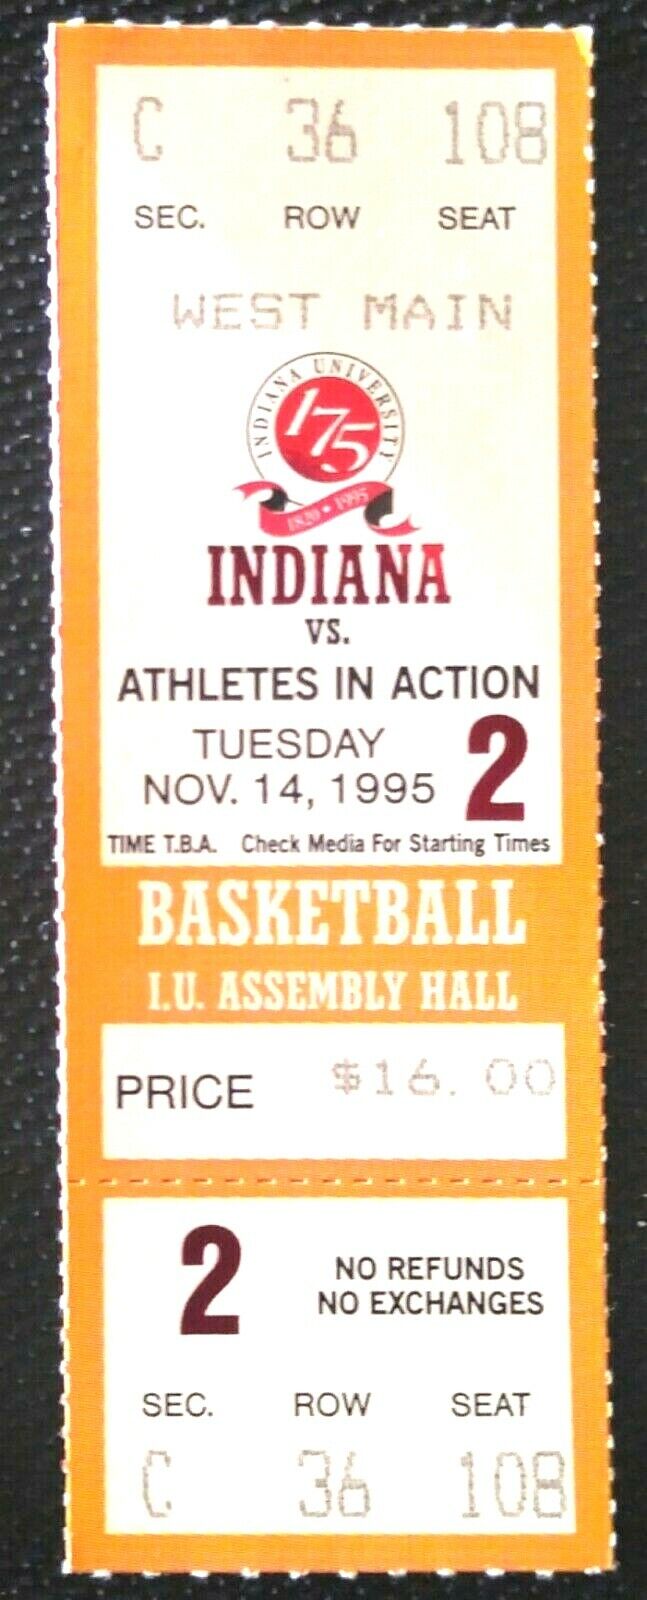 C 36 108
SEC. ROW SEAT
WEST MAIN
INDIANA UNIVERSITY
175
1820 • 1995
INDIANA
VS.
ATHLETES IN ACTION
TUESDAY
NOV. 14, 1995 2
TIME T.B.A. Check Media For Starting Times
BASKETBALL
I.U. ASSEMBLY HALL
PRICE $16.00
2
NO REFUNDS
NO EXCHANGES
SEC. ROW SEAT
C 36 108